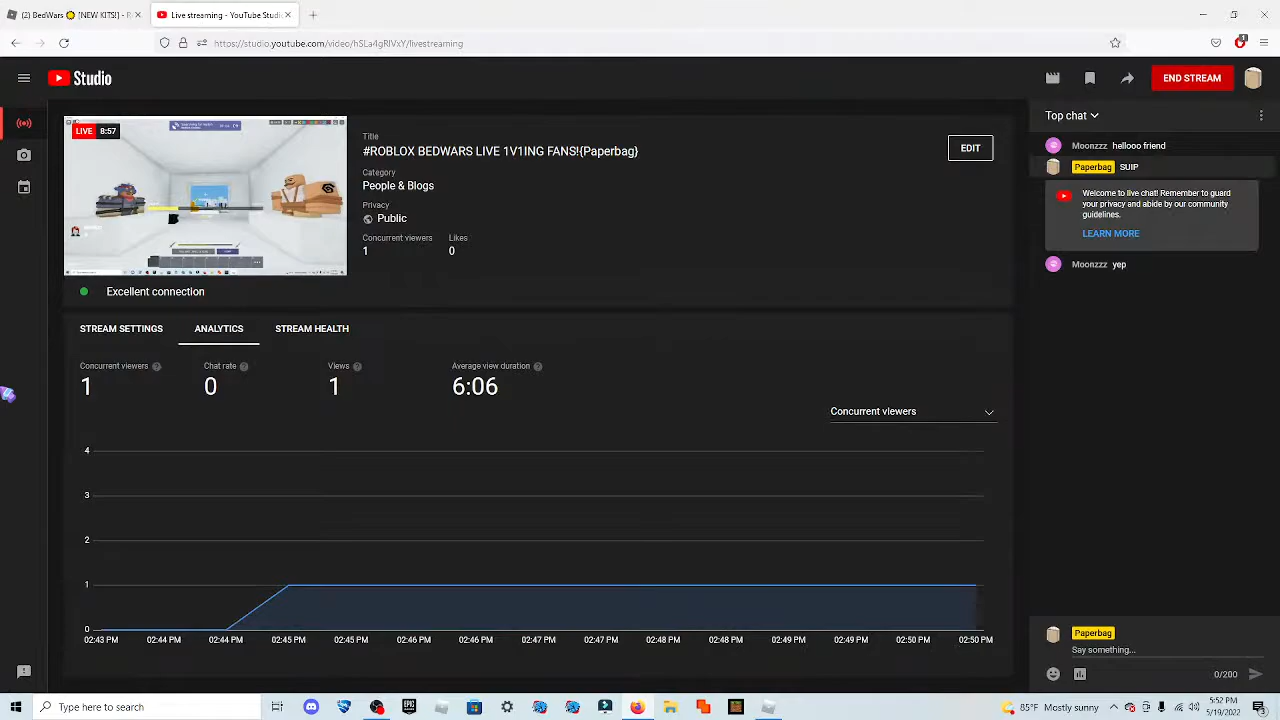 (2) BedWars 🌻 [NEW KITS!] - R
Live streaming - YouTube Studio
https://studio.youtube.com/video/hSLa4gRIVxY/livestreaming
Studio
END STREAM
LIVE 8:57
Title
#ROBLOX BEDWARS LIVE 1V1ING FANS!{Paperbag}
EDIT
Category
People & Blogs
Privacy
Public
Concurrent viewers Likes
1 0
Excellent connection
STREAM SETTINGS ANALYTICS STREAM HEALTH
Concurrent viewers Chat rate Views Average view duration
1 0 1 6:06
Concurrent viewers
4
3
2
1
0
02:43 PM 02:44 PM 02:44 PM 02:45 PM 02:45 PM 02:46 PM 02:46 PM 02:47 PM 02:47 PM 02:48 PM 02:48 PM 02:49 PM 02:49 PM 02:50 PM 02:50 PM
Top chat
Moonzzz hellooo friend
Paperbag SUIP
Welcome to live chat! Remember to guard
your privacy and abide by our community
guidelines.
LEARN MORE
Moonzzz yep
Paperbag
Say something...
0/200
Type here to search
EPIC
85°F Mostly sunny
5:52 PM
5/19/2022